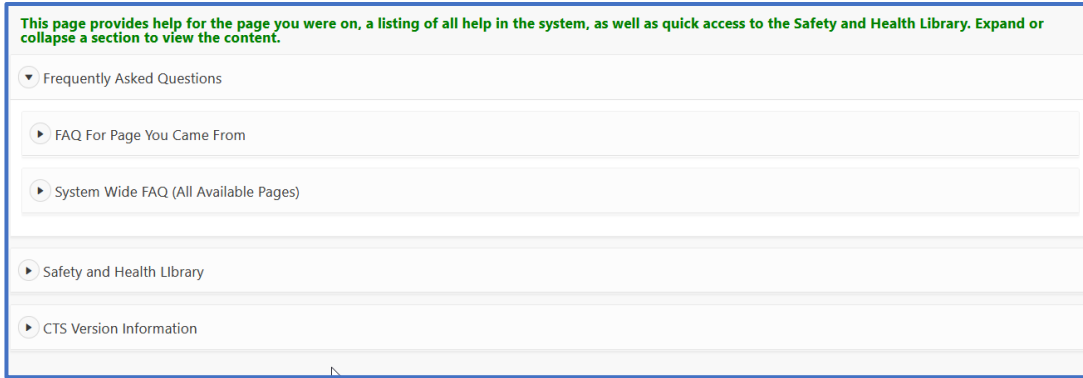 This page provides help for the page you were on, a listing of all help in the system, as well as quick access to the Safety and Health Library. Expand or
collapse a section to view the content.
Frequently Asked Questions
FAQ For Page You Came From
System Wide FAQ (All Available Pages)
Safety and Health LIbrary
CTS Version Information